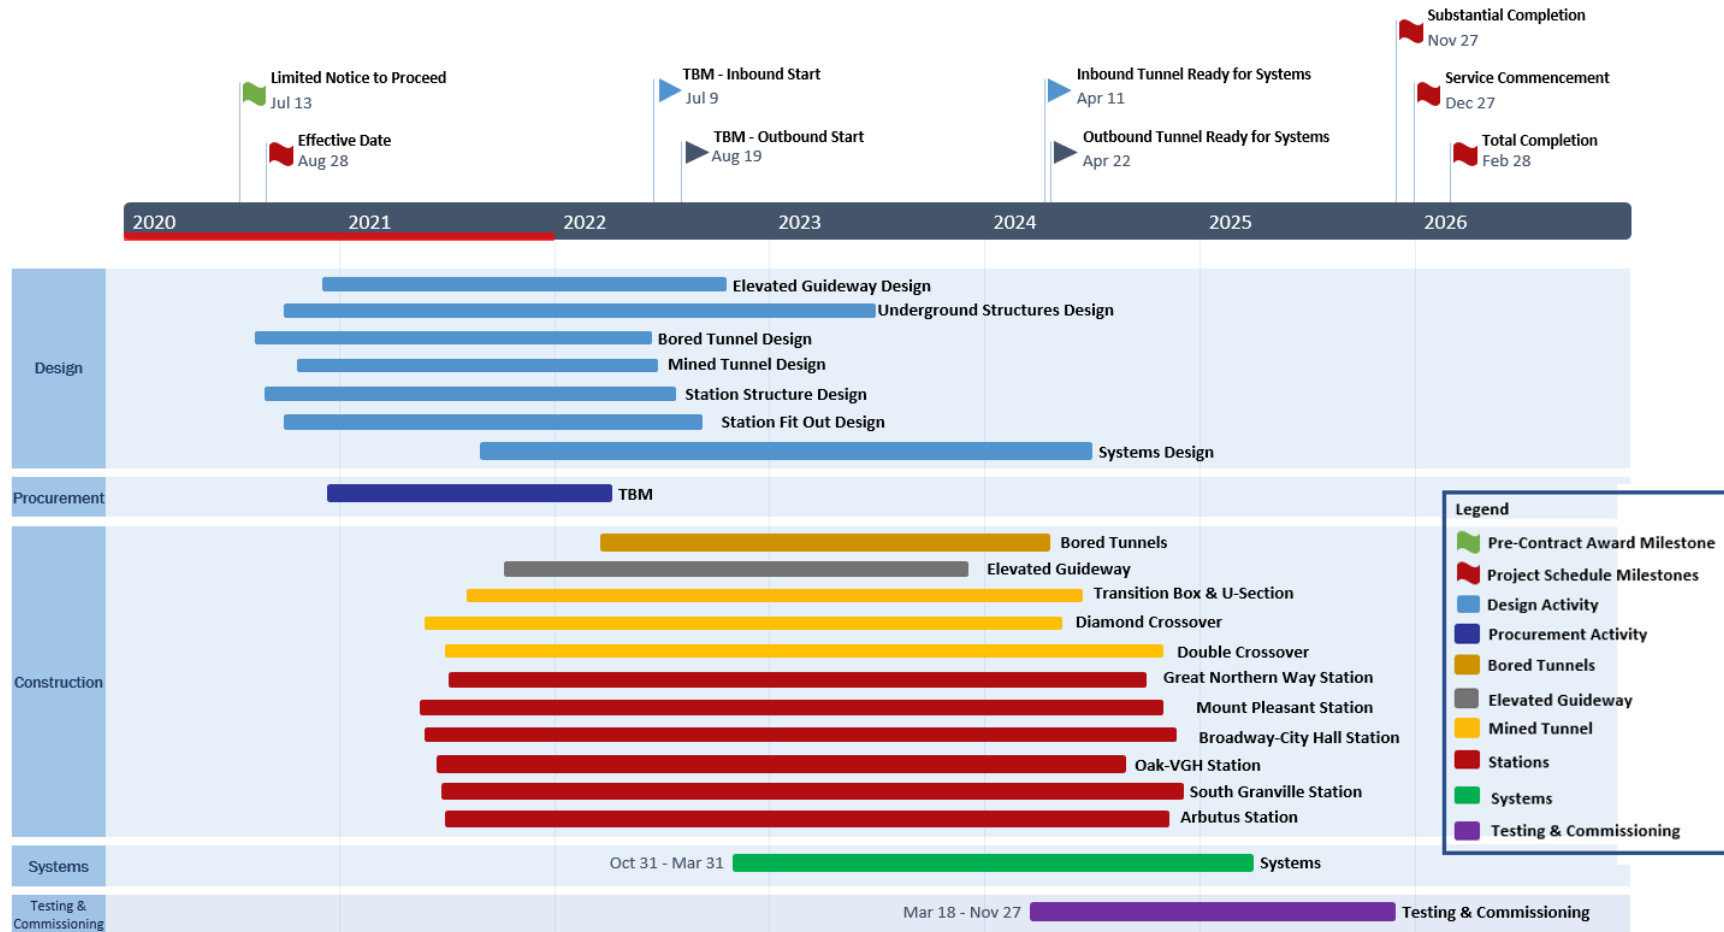 Substantial Completion
Nov 27
Limited Notice to Proceed
Jul 13
TBM - Inbound Start
Jul 9
Inbound Tunnel Ready for Systems
Apr 11
Service Commencement
Dec 27
Effective Date
Aug 28
TBM - Outbound Start
Aug 19
Outbound Tunnel Ready for Systems
Apr 22
Total Completion
Feb 28
2020 2021 2022 2023 2024 2025 2026
Design
Elevated Guideway Design
Underground Structures Design
Bored Tunnel Design
Mined Tunnel Design
Station Structure Design
Station Fit Out Design
Systems Design
Procurement
TBM
Construction
Bored Tunnels
Elevated Guideway
Transition Box & U-Section
Diamond Crossover
Double Crossover
Great Northern Way Station
Mount Pleasant Station
Broadway-City Hall Station
Oak-VGH Station
South Granville Station
Arbutus Station
Systems
Oct 31 - Mar 31
Systems
Testing &
Commissioning
Mar 18 - Nov 27
Testing & Commissioning
Legend
Pre-Contract Award Milestone
Project Schedule Milestones
Design Activity
Procurement Activity
Bored Tunnels
Elevated Guideway
Mined Tunnel
Stations
Systems
Testing & Commissioning